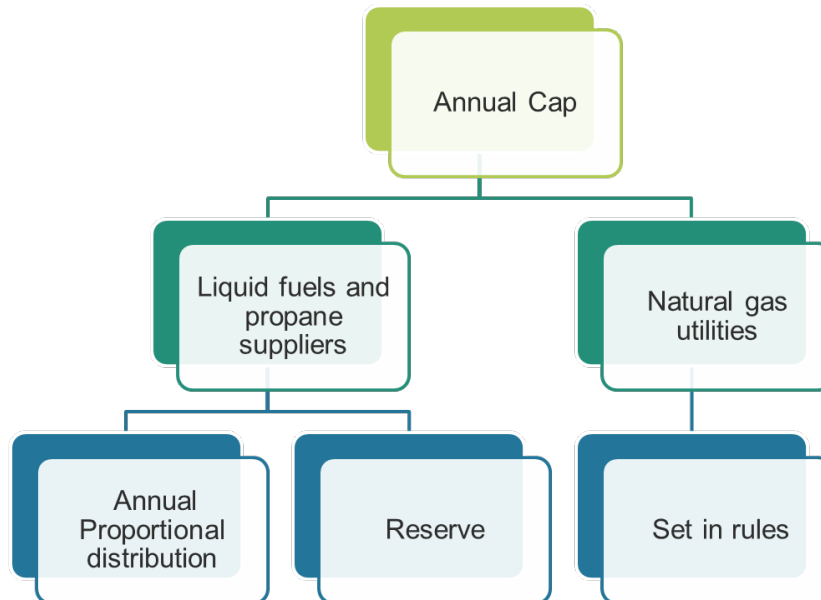 Annual Cap
Liquid fuels and
propane
suppliers
Natural gas
utilities
Annual
Proportional
distribution
Reserve
Set in rules